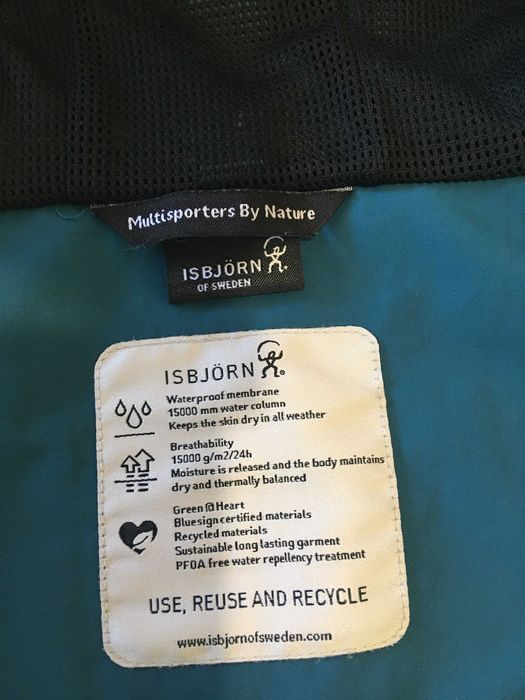 Multisporters By Nature
ISBJÖRN ®
OF SWEDEN
ISBJÖRN ®
Waterproof membrane
15000 mm water column
Keeps the skin dry in all weather
Breathability
15000 g/m2/24h
Moisture is released and the body maintains
dry and thermally balanced
Green @ Heart
Bluesign certified materials
Recycled materials
Sustainable long lasting garment
PFOA free water repellency treatment
USE, REUSE AND RECYCLE
www.isbjornofsweden.com